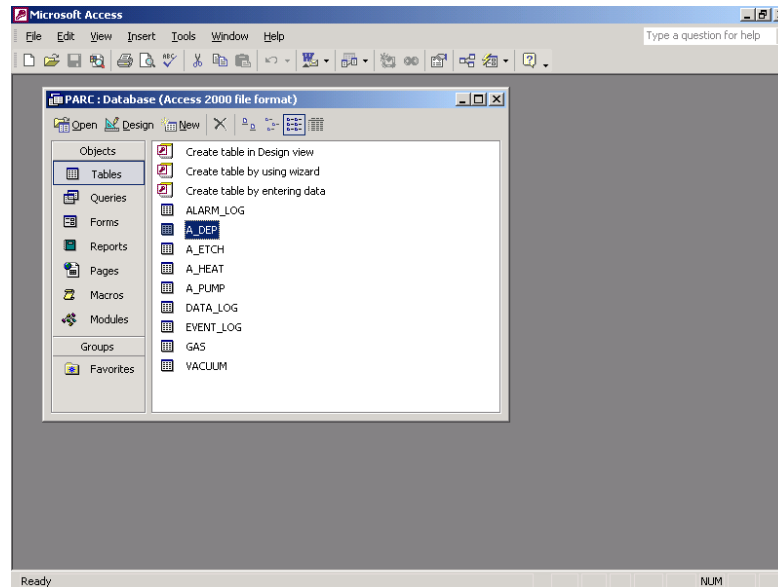 Microsoft Access
File Edit View Insert Tools Window Help
Type a question for help
PARC : Database (Access 2000 file format)
Open Design New
Objects
Tables
Queries
Forms
Reports
Pages
Macros
Modules
Groups
Favorites
Create table in Design view
Create table by using wizard
Create table by entering data
ALARM_LOG
A_DEP
A_ETCH
A_HEAT
A_PUMP
DATA_LOG
EVENT_LOG
GAS
VACUUM
Ready
NUM